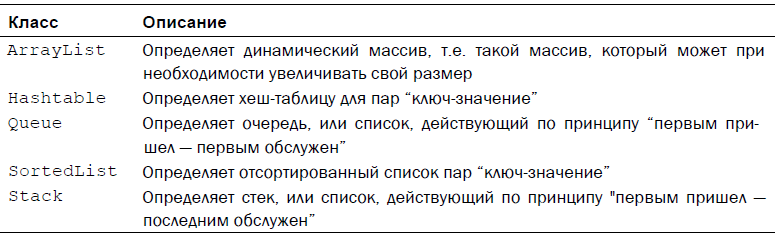 Класс Описание
ArrayList Определяет динамический массив, т.е. такой массив, который может при
необходимости увеличивать свой размер
Hashtable Определяет хеш-таблицу для пар “ключ-значение”
Queue Определяет очередь, или список, действующий по принципу “первым при-
шел — первым обслужен”
SortedList Определяет отсортированный список пар “ключ-значение”
Stack Определяет стек, или список, действующий по принципу "первым пришел —
последним обслужен”